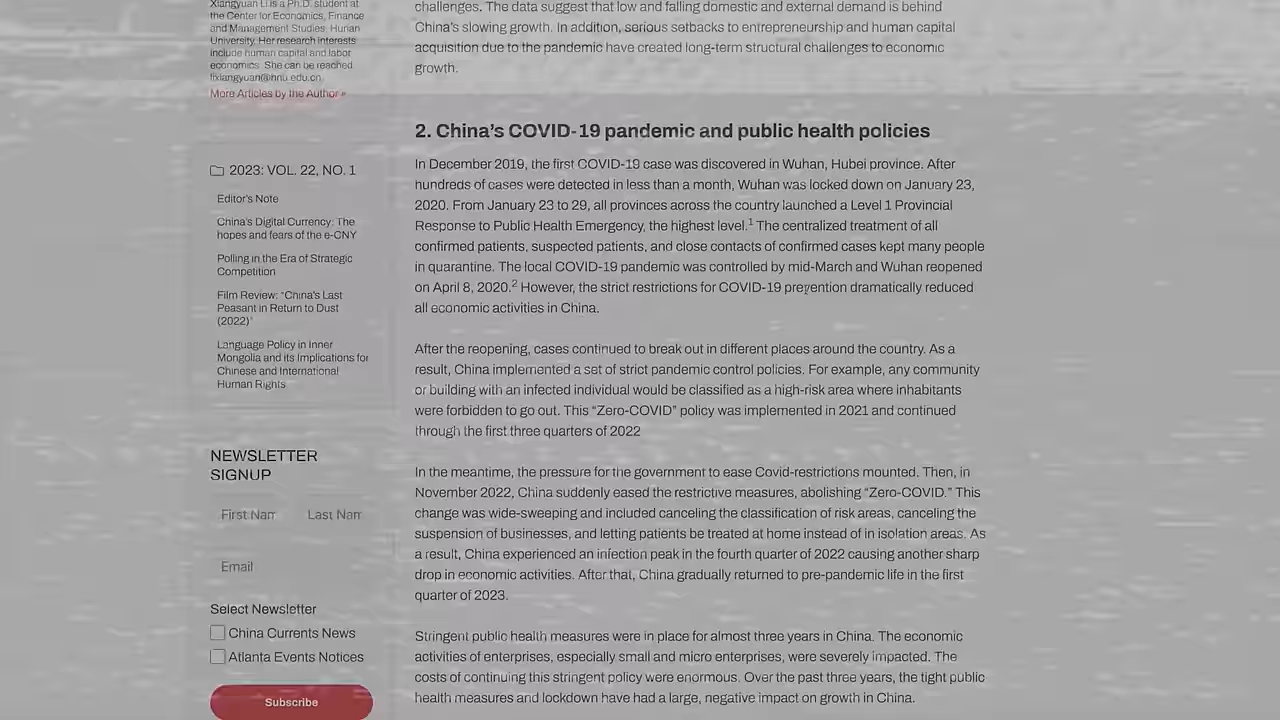 Xiangyuan Li is a Ph.D. student at
the Center for Economics, Finance
and Management Studies, Hunan
University. Her research interests
include human capital and labor
economics. She can be reached
lixiangyuan@hnu.edu.cn.
More Articles by the Author »
2023: VOL. 22, NO. 1
Editor's Note
China's Digital Currency: The
hopes and fears of the e-CNY
Polling in the Era of Strategic
Competition
Film Review: "China's Last
Peasant in Return to Dust
(2022)"
Language Policy in Inner
Mongolia and its Implications for
Chinese and International
Human Rights
NEWSLETTER
SIGNUP
First Nam Last Nam
Email
Select Newsletter
China Currents News
Atlanta Events Notices
Subscribe
challenges. The data suggest that low and falling domestic and external demand is behind
China's slowing growth. In addition, serious setbacks to entrepreneurship and human capital
acquisition due to the pandemic have created long-term structural challenges to economic
growth.
2. China's COVID-19 pandemic and public health policies
In December 2019, the first COVID-19 case was discovered in Wuhan, Hubei province. After
hundreds of cases were detected in less than a month, Wuhan was locked down on January 23,
2020. From January 23 to 29, all provinces across the country launched a Level 1 Provincial
Response to Public Health Emergency, the highest level.1 The centralized treatment of all
confirmed patients, suspected patients, and close contacts of confirmed cases kept many people
in quarantine. The local COVID-19 pandemic was controlled by mid-March and Wuhan reopened
on April 8, 2020.2 However, the strict restrictions for COVID-19 prevention dramatically reduced
all economic activities in China.
After the reopening, cases continued to break out in different places around the country. As a
result, China implemented a set of strict pandemic control policies. For example, any community
or building with an infected individual would be classified as a high-risk area where inhabitants
were forbidden to go out. This "Zero-COVID" policy was implemented in 2021 and continued
through the first three quarters of 2022
In the meantime, the pressure for the government to ease Covid-restrictions mounted. Then, in
November 2022, China suddenly eased the restrictive measures, abolishing "Zero-COVID." This
change was wide-sweeping and included canceling the classification of risk areas, canceling the
suspension of businesses, and letting patients be treated at home instead of in isolation areas. As
a result, China experienced an infection peak in the fourth quarter of 2022 causing another sharp
drop in economic activities. After that, China gradually returned to pre-pandemic life in the first
quarter of 2023.
Stringent public health measures were in place for almost three years in China. The economic
activities of enterprises, especially small and micro enterprises, were severely impacted. The
costs of continuing this stringent policy were enormous. Over the past three years, the tight public
health measures and lockdown have had a large, negative impact on growth in China.